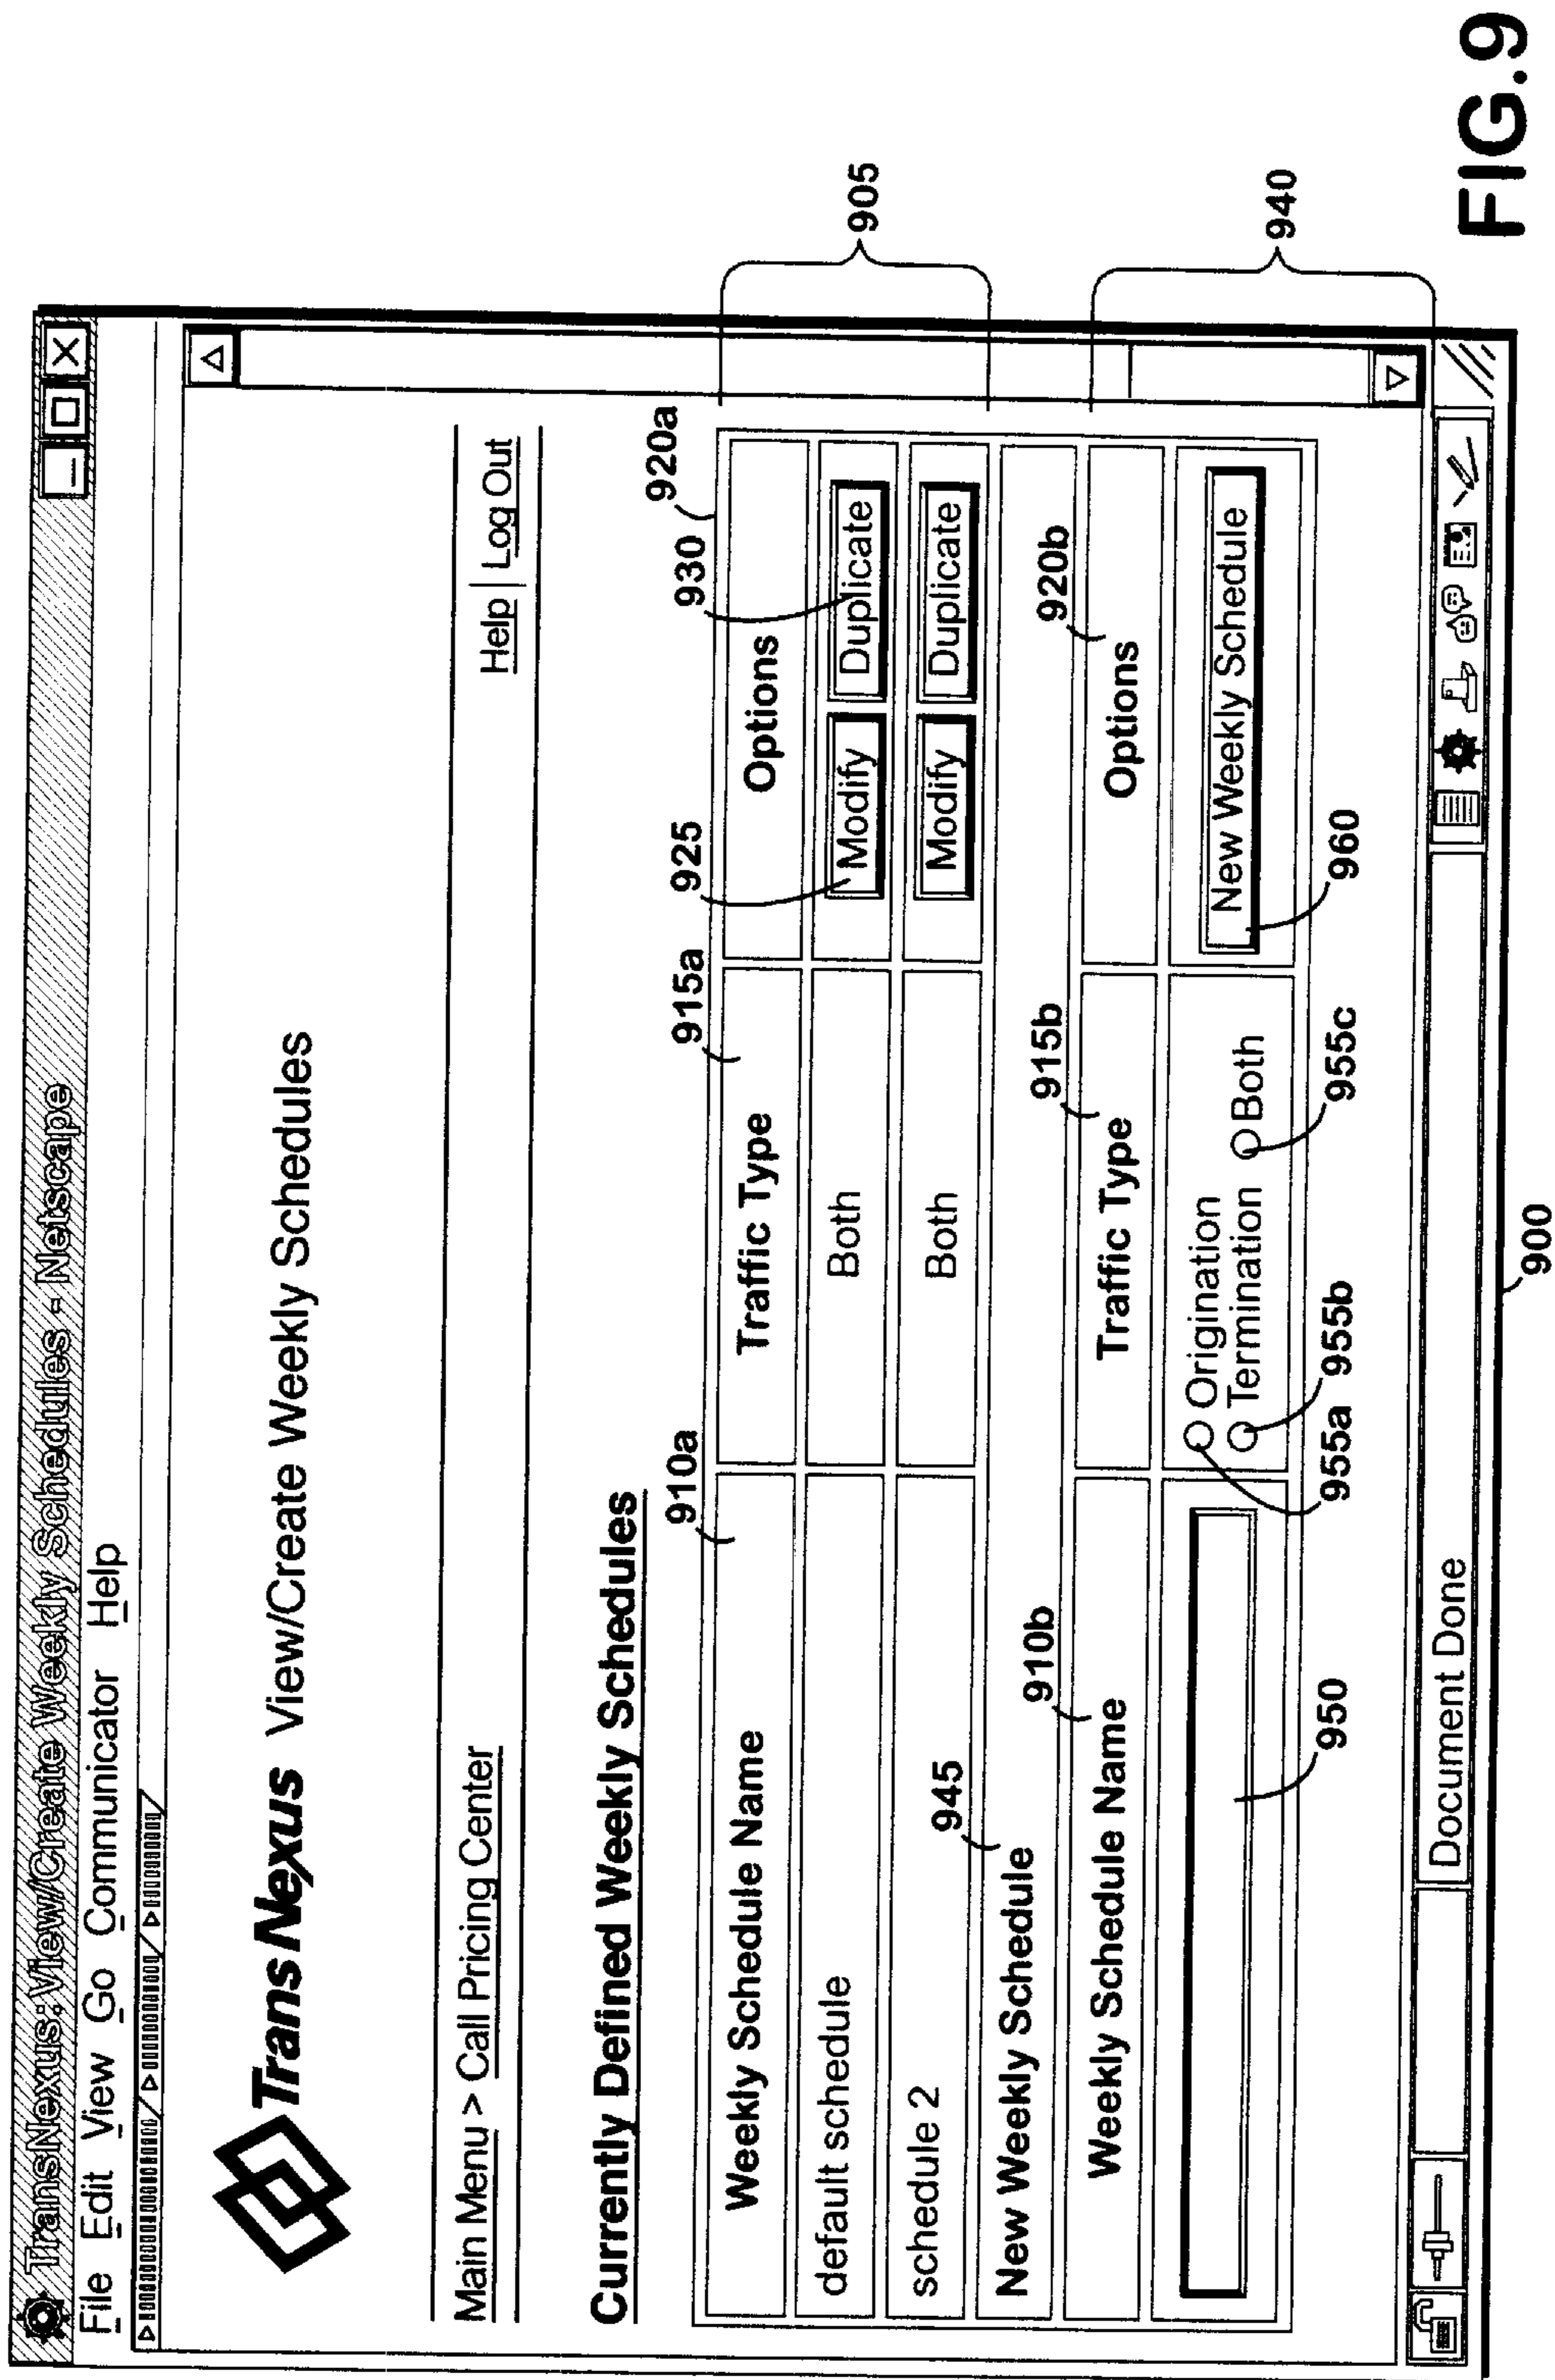 TransNexus: View/Create Weekly Schedules - Netscape
File Edit View Go Communicator Help
TransNexus View/Create Weekly Schedules
Main Menu > Call Pricing Center
Help | Log Out
Currently Defined Weekly Schedules
910a 915a 925 930 920a
Weekly Schedule Name Traffic Type Options
default schedule Both Modify Duplicate
schedule 2 Both Modify Duplicate
905
945
New Weekly Schedule
910b 915b 920b
Weekly Schedule Name Traffic Type Options
Origination
Termination Both
New Weekly Schedule
940
950 955a 955b 955c 960
Document Done
900
FIG.9